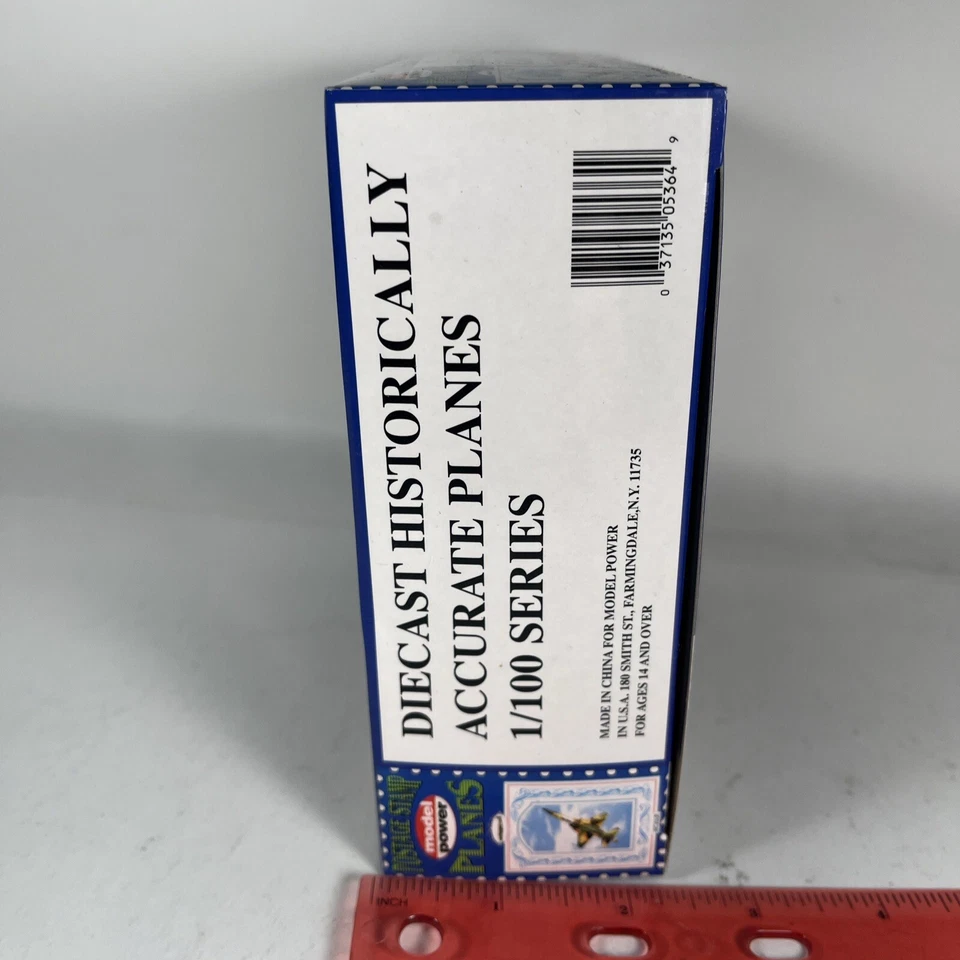 DIECAST HISTORICALLY
ACCURATE PLANES
1/100 SERIES
0 37135 05364 9
MADE IN CHINA FOR MODEL POWER
IN U.S.A. 180 SMITH ST., FARMINGDALE,N.Y. 11735
FOR AGES 14 AND OVER
POSTAGE STAMP
model
power
PLANES
INCH
1
2
3
4